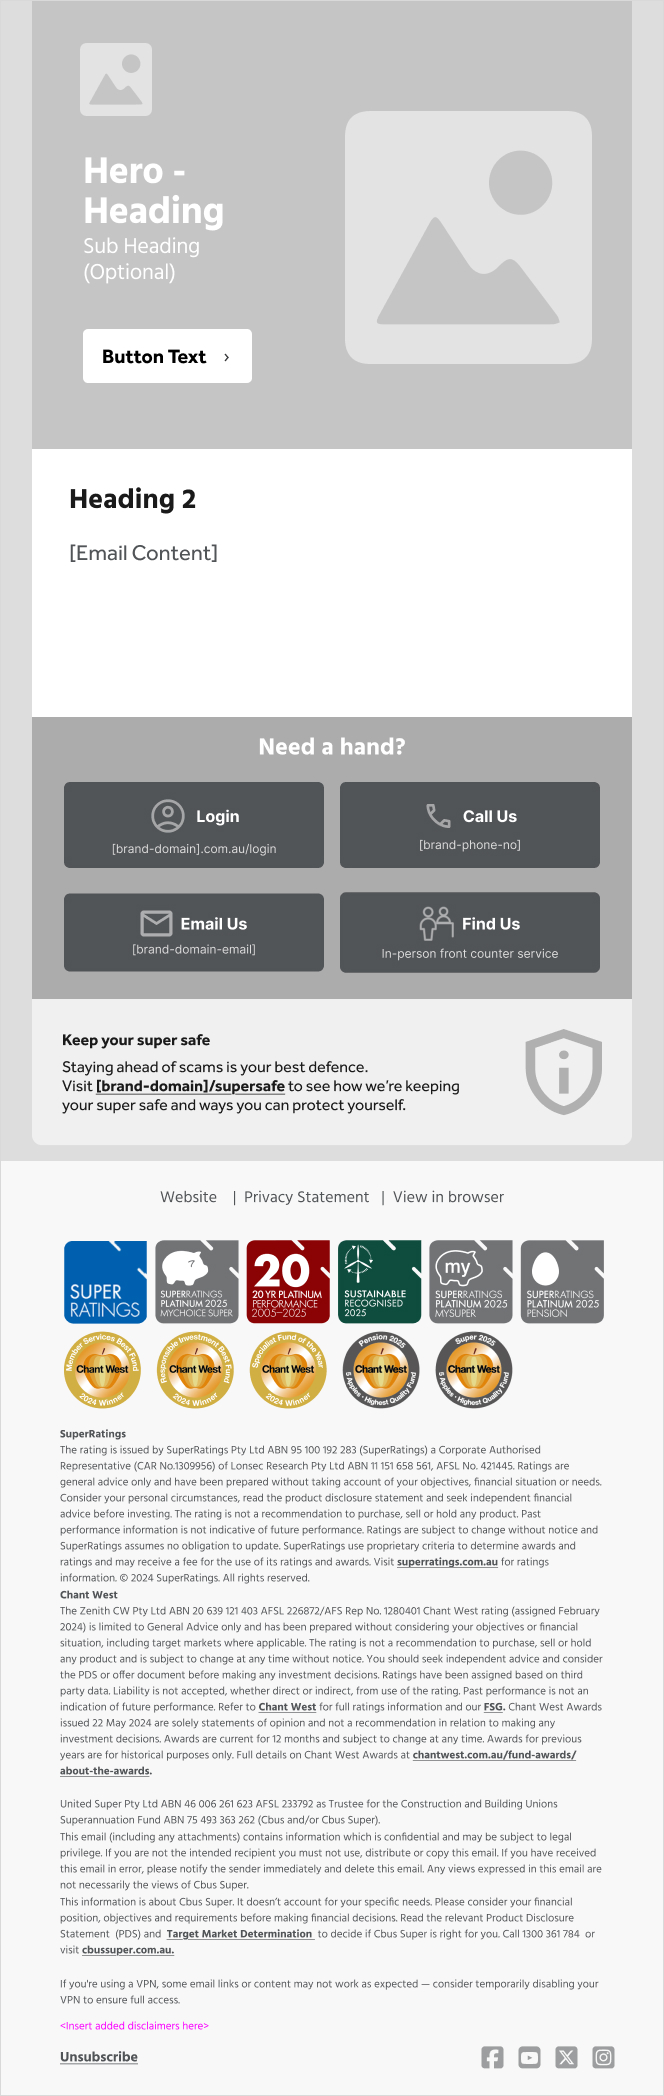 Hero -
Heading
Sub Heading
(Optional)
Button Text ›
Heading 2
[Email Content]
Need a hand?
Login
[brand-domain].com.au/login
Call Us
[brand-phone-no]
Email Us
[brand-domain-email]
Find Us
In-person front counter service
Keep your super safe
Staying ahead of scams is your best defence.
Visit [brand-domain]/supersafe to see how we're keeping
your super safe and ways you can protect yourself.
Website | Privacy Statement | View in browser
SUPER
RATINGS
7
SUPERRATINGS
PLATINUM 2025
MYCHOICE SUPER
20
20 YR PLATINUM
PERFORMANCE
2005–2025
SUSTAINABLE
RECOGNISED
2025
my
SUPERRATINGS
PLATINUM 2025
MYSUPER
SUPERRATINGS
PLATINUM 2025
PENSION
Member Services Best Fund
Chant West
2024 Winner
Responsible Investment Best Fund
Chant West
2024 Winner
Specialist Fund of the Year
Chant West
2024 Winner
Pension 2025
Chant West
5 Apples • Highest Quality Fund
Super 2025
Chant West
5 Apples • Highest Quality Fund
SuperRatings
The rating is issued by SuperRatings Pty Ltd ABN 95 100 192 283 (SuperRatings) a Corporate Authorised
Representative (CAR No.1309956) of Lonsec Research Pty Ltd ABN 11 151 658 561, AFSL No. 421445. Ratings are
general advice only and have been prepared without taking account of your objectives, financial situation or needs.
Consider your personal circumstances, read the product disclosure statement and seek independent financial
advice before investing. The rating is not a recommendation to purchase, sell or hold any product. Past
performance information is not indicative of future performance. Ratings are subject to change without notice and
SuperRatings assumes no obligation to update. SuperRatings use proprietary criteria to determine awards and
ratings and may receive a fee for the use of its ratings and awards. Visit superratings.com.au for ratings
information. © 2024 SuperRatings. All rights reserved.
Chant West
The Zenith CW Pty Ltd ABN 20 639 121 403 AFSL 226872/AFS Rep No. 1280401 Chant West rating (assigned February
2024) is limited to General Advice only and has been prepared without considering your objectives or financial
situation, including target markets where applicable. The rating is not a recommendation to purchase, sell or hold
any product and is subject to change at any time without notice. You should seek independent advice and consider
the PDS or offer document before making any investment decisions. Ratings have been assigned based on third
party data. Liability is not accepted, whether direct or indirect, from use of the rating. Past performance is not an
indication of future performance. Refer to Chant West for full ratings information and our FSG. Chant West Awards
issued 22 May 2024 are solely statements of opinion and not a recommendation in relation to making any
investment decisions. Awards are current for 12 months and subject to change at any time. Awards for previous
years are for historical purposes only. Full details on Chant West Awards at chantwest.com.au/fund-awards/
about-the-awards.
United Super Pty Ltd ABN 46 006 261 623 AFSL 233792 as Trustee for the Construction and Building Unions
Superannuation Fund ABN 75 493 363 262 (Cbus and/or Cbus Super).
This email (including any attachments) contains information which is confidential and may be subject to legal
privilege. If you are not the intended recipient you must not use, distribute or copy this email. If you have received
this email in error, please notify the sender immediately and delete this email. Any views expressed in this email are
not necessarily the views of Cbus Super.
This information is about Cbus Super. It doesn't account for your specific needs. Please consider your financial
position, objectives and requirements before making financial decisions. Read the relevant Product Disclosure
Statement (PDS) and Target Market Determination to decide if Cbus Super is right for you. Call 1300 361 784 or
visit cbussuper.com.au.
If you're using a VPN, some email links or content may not work as expected — consider temporarily disabling your
VPN to ensure full access.
<Insert added disclaimers here>
Unsubscribe